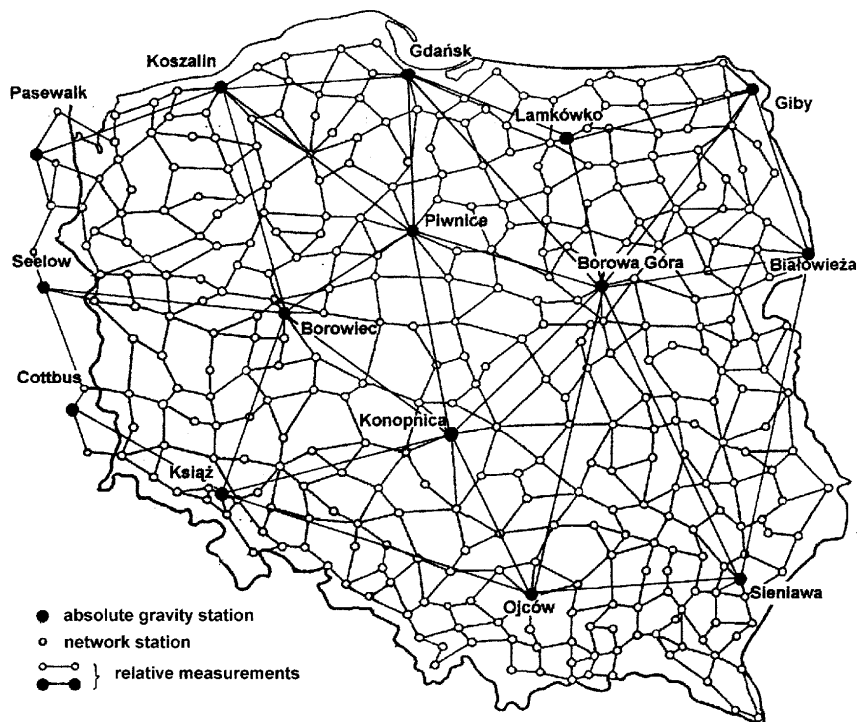 Koszalin
Gdańsk
Pasewalk
Giby
Lamkówko
Piwnice
Seelow
Borowa Góra
Białowieża
Borowiec
Cottbus
Konopnica
Książ
Sieniawa
Ojców
absolute gravity station
network station
relative measurements